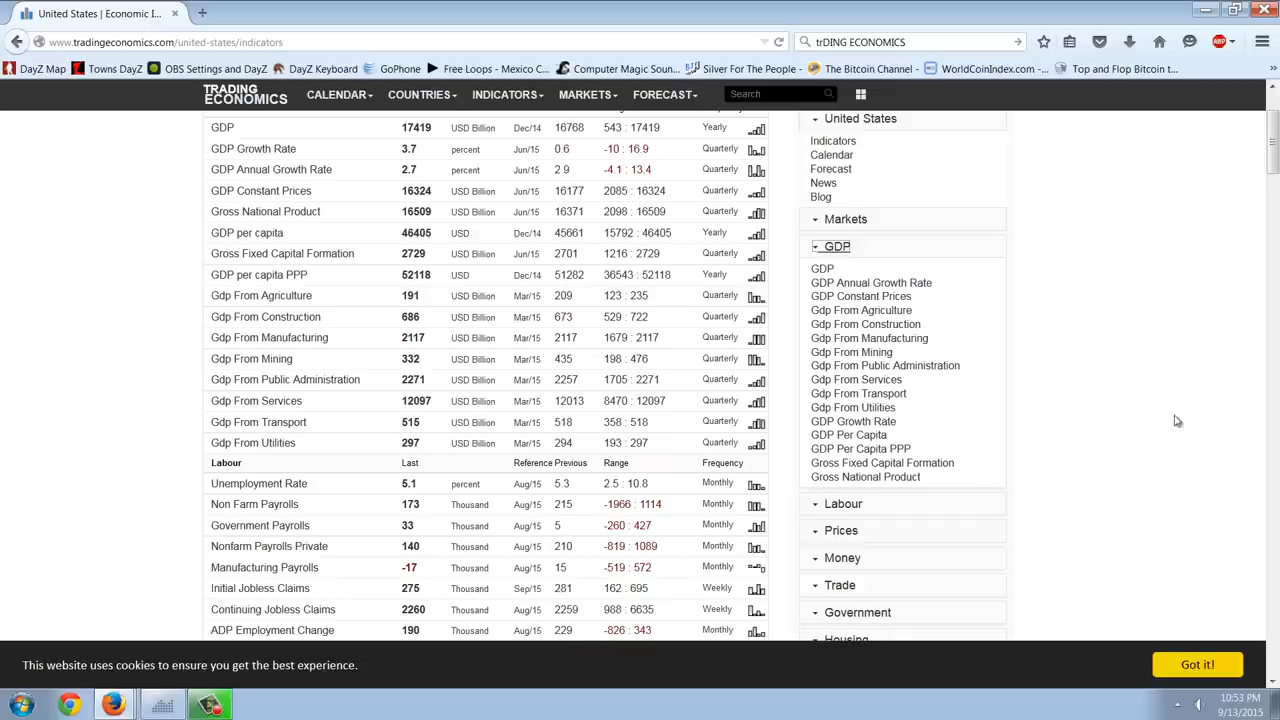 United States | Economic I...
www.tradingeconomics.com/united-states/indicators
trDING ECONOMICS
ABP
DayZ Map Towns DayZ OBS Settings and DayZ DayZ Keyboard GoPhone Free Loops - Mexico C... Computer Magic Soun... Silver For The People - ... The Bitcoin Channel - ... WorldCoinIndex.com -... Top and Flop Bitcoin t...
TRADING
ECONOMICS
CALENDAR COUNTRIES INDICATORS MARKETS FORECAST Search
GDP 17419 USD Billion Dec/14 16768 543 : 17419 Yearly
GDP Growth Rate 3.7 percent Jun/15 0.6 -10 : 16.9 Quarterly
GDP Annual Growth Rate 2.7 percent Jun/15 2.9 -4.1 : 13.4 Quarterly
GDP Constant Prices 16324 USD Billion Jun/15 16177 2085 : 16324 Quarterly
Gross National Product 16509 USD Billion Jun/15 16371 2098 : 16509 Quarterly
GDP per capita 46405 USD Dec/14 45661 15792 : 46405 Yearly
Gross Fixed Capital Formation 2729 USD Billion Jun/15 2701 1216 : 2729 Quarterly
GDP per capita PPP 52118 USD Dec/14 51282 36543 : 52118 Yearly
Gdp From Agriculture 191 USD Billion Mar/15 209 123 : 235 Quarterly
Gdp From Construction 686 USD Billion Mar/15 673 529 : 722 Quarterly
Gdp From Manufacturing 2117 USD Billion Mar/15 2117 1679 : 2117 Quarterly
Gdp From Mining 332 USD Billion Mar/15 435 198 : 476 Quarterly
Gdp From Public Administration 2271 USD Billion Mar/15 2257 1705 : 2271 Quarterly
Gdp From Services 12097 USD Billion Mar/15 12013 8470 : 12097 Quarterly
Gdp From Transport 515 USD Billion Mar/15 518 358 : 518 Quarterly
Gdp From Utilities 297 USD Billion Mar/15 294 193 : 297 Quarterly
Labour Last Reference Previous Range Frequency
Unemployment Rate 5.1 percent Aug/15 5.3 2.5 : 10.8 Monthly
Non Farm Payrolls 173 Thousand Aug/15 215 -1966 : 1114 Monthly
Government Payrolls 33 Thousand Aug/15 5 -260 : 427 Monthly
Nonfarm Payrolls Private 140 Thousand Aug/15 210 -819 : 1089 Monthly
Manufacturing Payrolls -17 Thousand Aug/15 15 -519 : 572 Monthly
Initial Jobless Claims 275 Thousand Sep/15 281 162 : 695 Weekly
Continuing Jobless Claims 2260 Thousand Aug/15 2259 988 : 6635 Weekly
ADP Employment Change 190 Thousand Aug/15 229 -826 : 343 Monthly
United States
Indicators
Calendar
Forecast
News
Blog
Markets
GDP
GDP
GDP Annual Growth Rate
GDP Constant Prices
Gdp From Agriculture
Gdp From Construction
Gdp From Manufacturing
Gdp From Mining
Gdp From Public Administration
Gdp From Services
Gdp From Transport
Gdp From Utilities
GDP Growth Rate
GDP Per Capita
GDP Per Capita PPP
Gross Fixed Capital Formation
Gross National Product
Labour
Prices
Money
Trade
Government
Housing
This website uses cookies to ensure you get the best experience.
Got it!
10:53 PM
9/13/2015